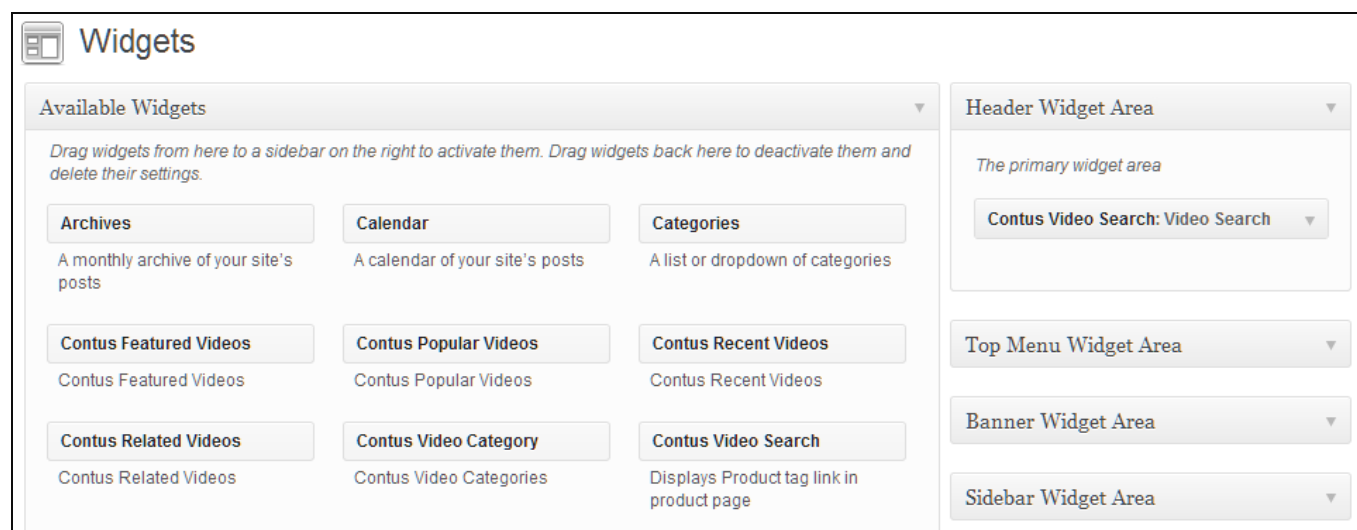 Widgets
Available Widgets
Drag widgets from here to a sidebar on the right to activate them. Drag widgets back here to deactivate them and
delete their settings.
Archives
A monthly archive of your site's
posts
Calendar
A calendar of your site's posts
Categories
A list or dropdown of categories
Contus Featured Videos
Contus Featured Videos
Contus Popular Videos
Contus Popular Videos
Contus Recent Videos
Contus Recent Videos
Contus Related Videos
Contus Related Videos
Contus Video Category
Contus Video Categories
Contus Video Search
Displays Product tag link in
product page
Header Widget Area
The primary widget area
Contus Video Search: Video Search
Top Menu Widget Area
Banner Widget Area
Sidebar Widget Area